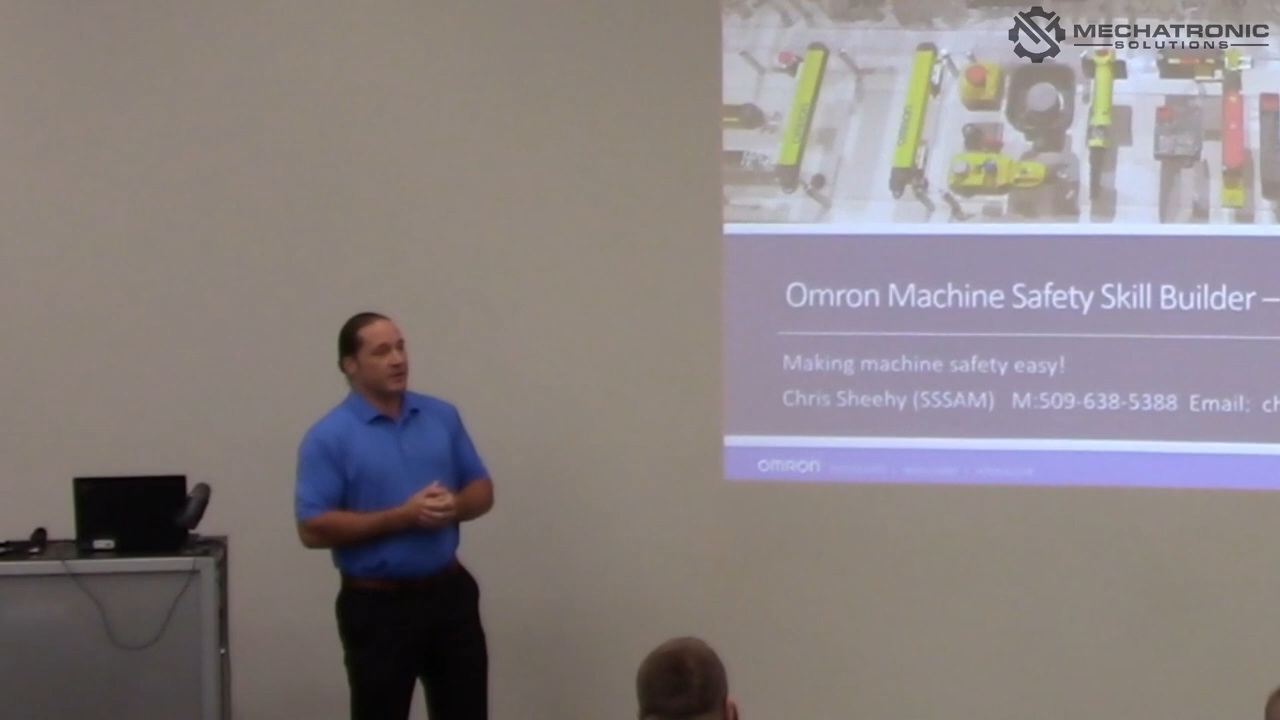 MECHATRONIC
SOLUTIONS
Omron Machine Safety Skill Builder –
Making machine safety easy!
Chris Sheehy (SSSAM) M:509-638-5388 Email: ch
OMRON